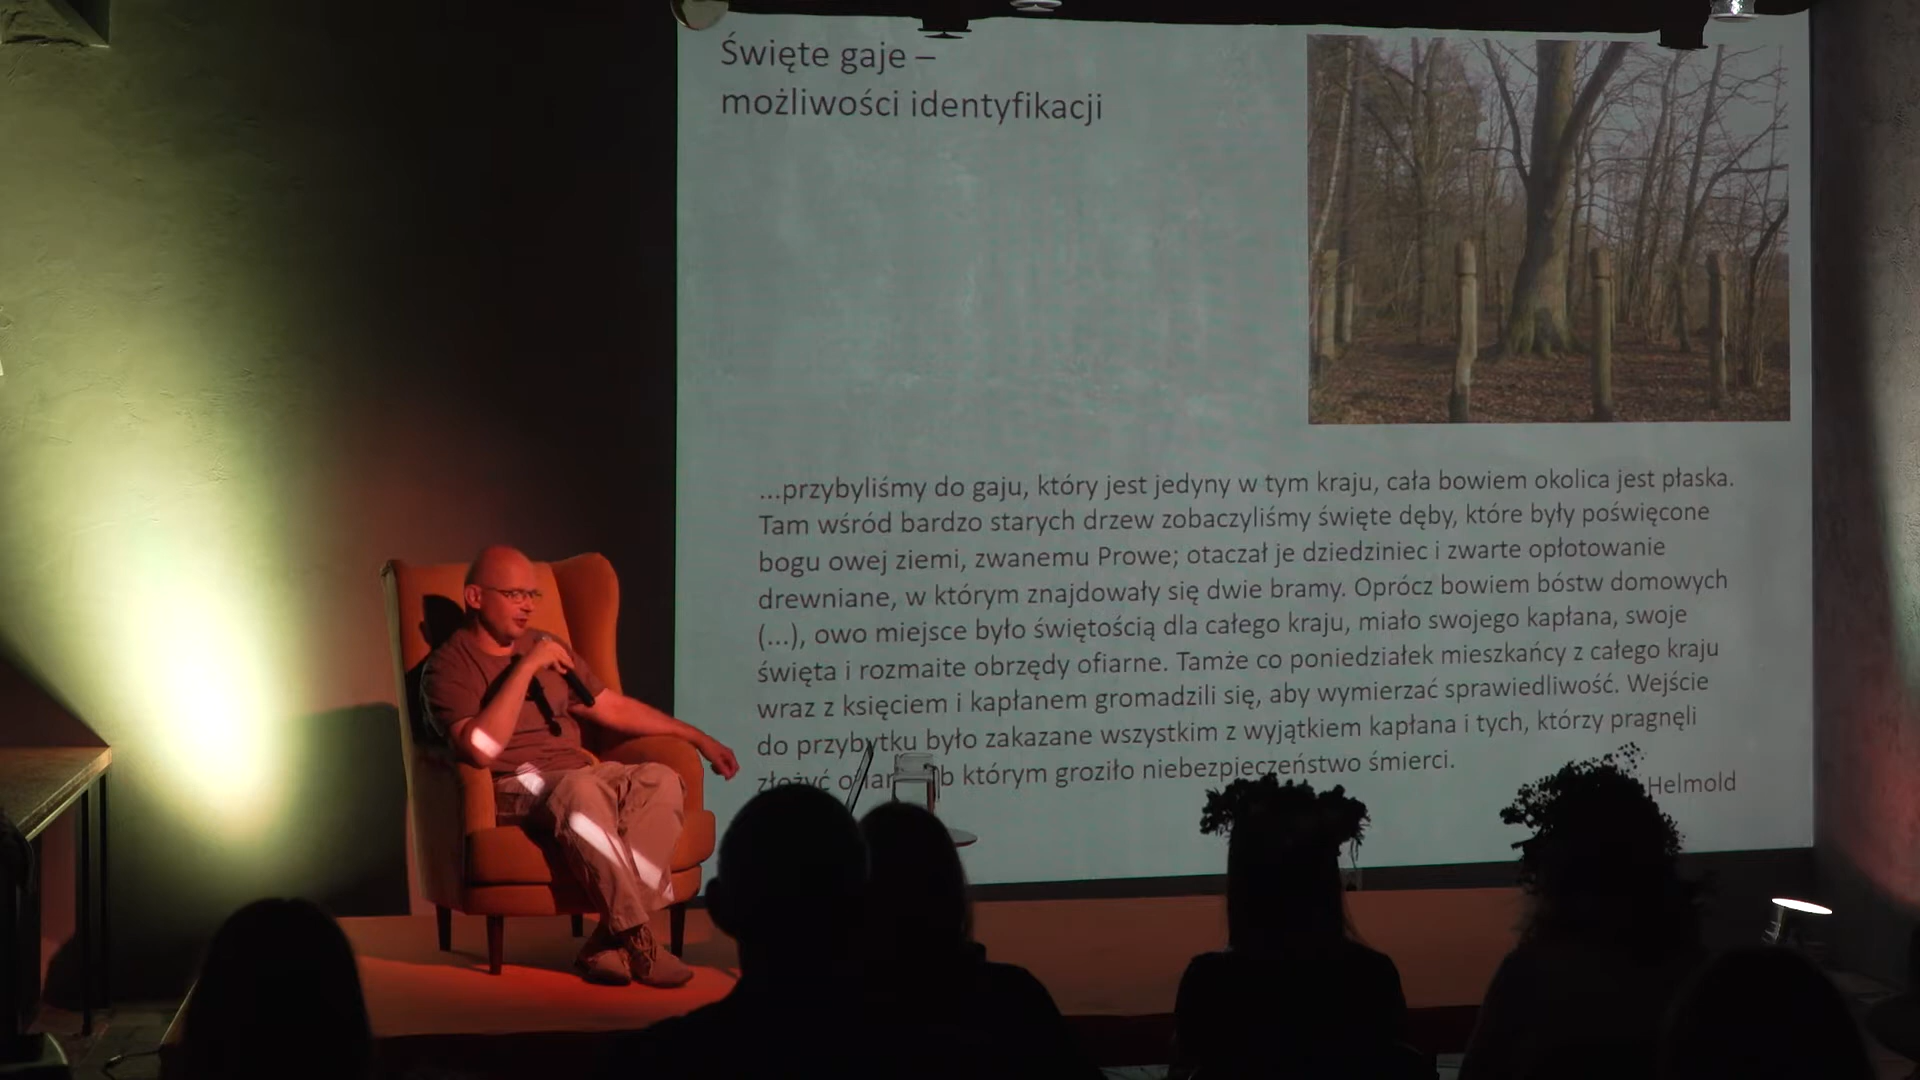 Święte gaje –
możliwości identyfikacji
...przybyliśmy do gaju, który jest jedyny w tym kraju, cała bowiem okolica jest płaska.
Tam wśród bardzo starych drzew zobaczyliśmy święte dęby, które były poświęcone
bogu owej ziemi, zwanemu Prowe; otaczał je dziedziniec i zwarte opłotowanie
drewniane, w którym znajdowały się dwie bramy. Oprócz bowiem bóstw domowych
(...), owo miejsce było świętością dla całego kraju, miało swojego kapłana, swoje
święta i rozmaite obrzędy ofiarne. Tamże co poniedziałek mieszkańcy z całego kraju
wraz z księciem i kapłanem gromadzili się, aby wymierzać sprawiedliwość. Wejście
do przybytku było zakazane wszystkim z wyjątkiem kapłana i tych, którzy pragnęli
złożyć którym groziło niebezpieczeństwo śmierci.
Helmold